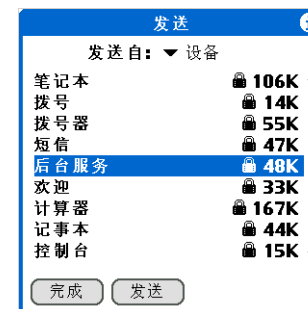 发送
发送自: 设备
笔记本 106K
拨号 14K
拨号器 55K
短信 47K
后台服务 48K
欢迎 33K
计算器 167K
记事本 44K
控制台 15K
完成 发送